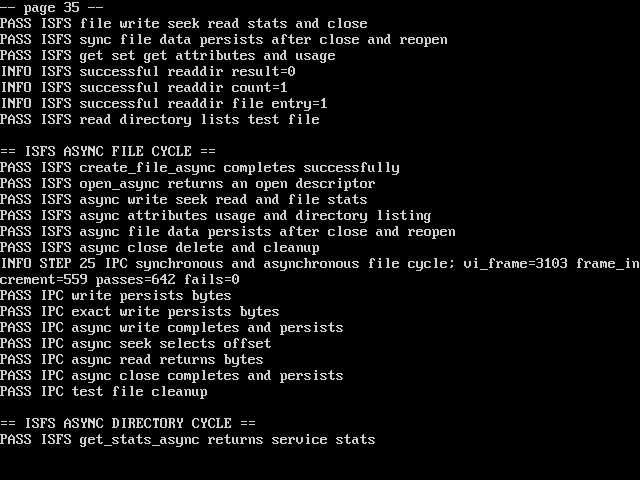 -- page 35 --
PASS ISFS file write seek read stats and close
PASS ISFS sync file data persists after close and reopen
PASS ISFS get set get attributes and usage
INFO ISFS successful readdir result=0
INFO ISFS successful readdir count=1
INFO ISFS successful readdir file entry=1
PASS ISFS read directory lists test file
== ISFS ASYNC FILE CYCLE ==
PASS ISFS create_file_async completes successfully
PASS ISFS open_async returns an open descriptor
PASS ISFS async write seek read and file stats
PASS ISFS async attributes usage and directory listing
PASS ISFS async file data persists after close and reopen
PASS ISFS async close delete and cleanup
INFO STEP 25 IPC synchronous and asynchronous file cycle; vi_frame=3103 frame_in
crement=559 passes=642 fails=0
PASS IPC write persists bytes
PASS IPC exact write persists bytes
PASS IPC async write completes and persists
PASS IPC async seek selects offset
PASS IPC async read returns bytes
PASS IPC async close completes and persists
PASS IPC test file cleanup
== ISFS ASYNC DIRECTORY CYCLE ==
PASS ISFS get_stats_async returns service stats